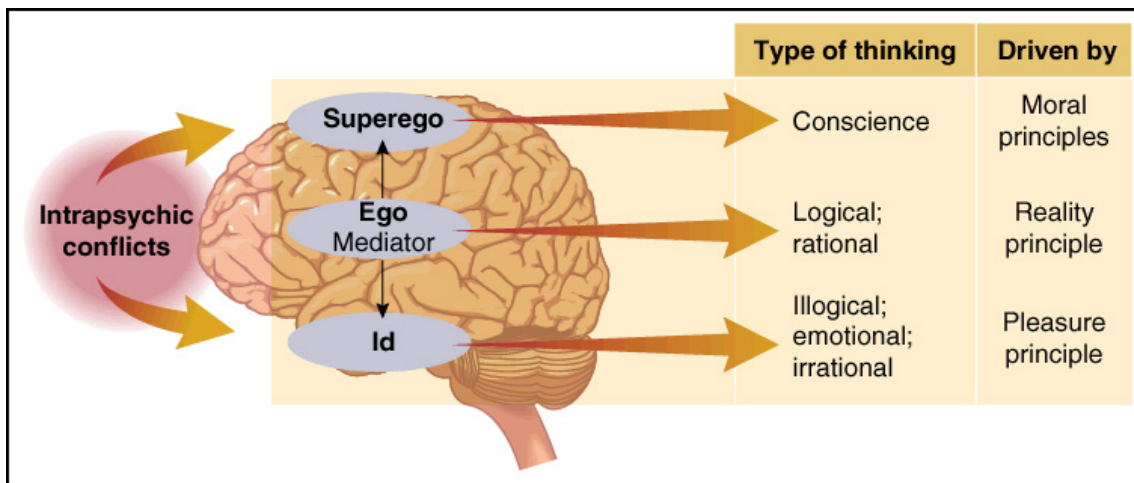 Type of thinking
Driven by
Superego
Conscience
Moral
principles
Intrapsychic
conflicts
Ego
Mediator
Logical;
rational
Reality
principle
Id
Illogical;
emotional;
irrational
Pleasure
principle